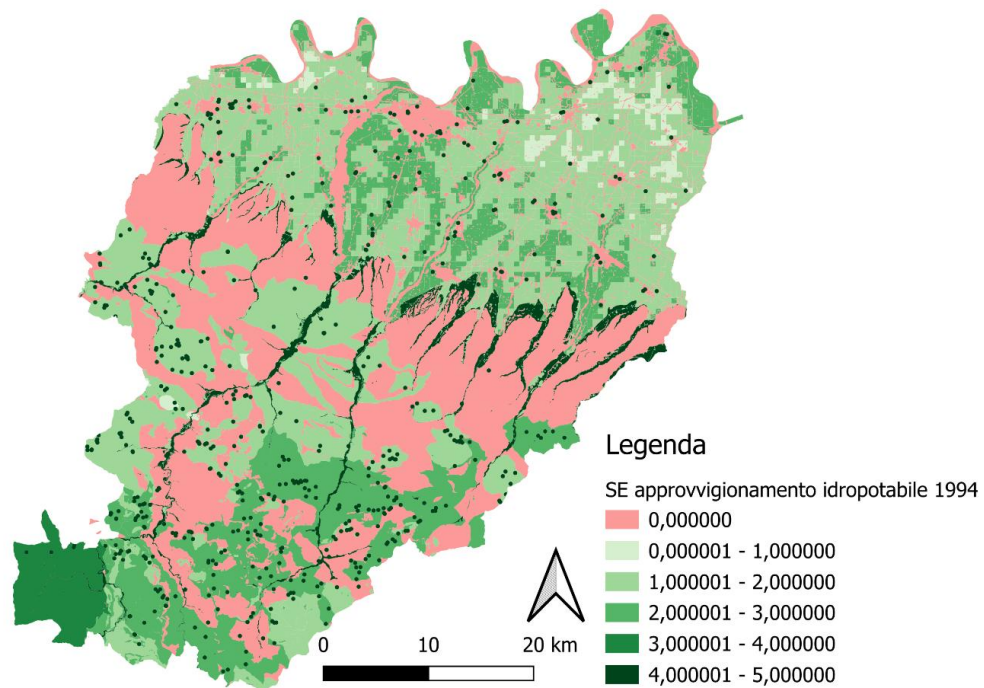 Legenda
SE approvvigionamento idropotabile 1994
0,000000
0,000001 - 1,000000
1,000001 - 2,000000
2,000001 - 3,000000
3,000001 - 4,000000
4,000001 - 5,000000
0 10 20 km